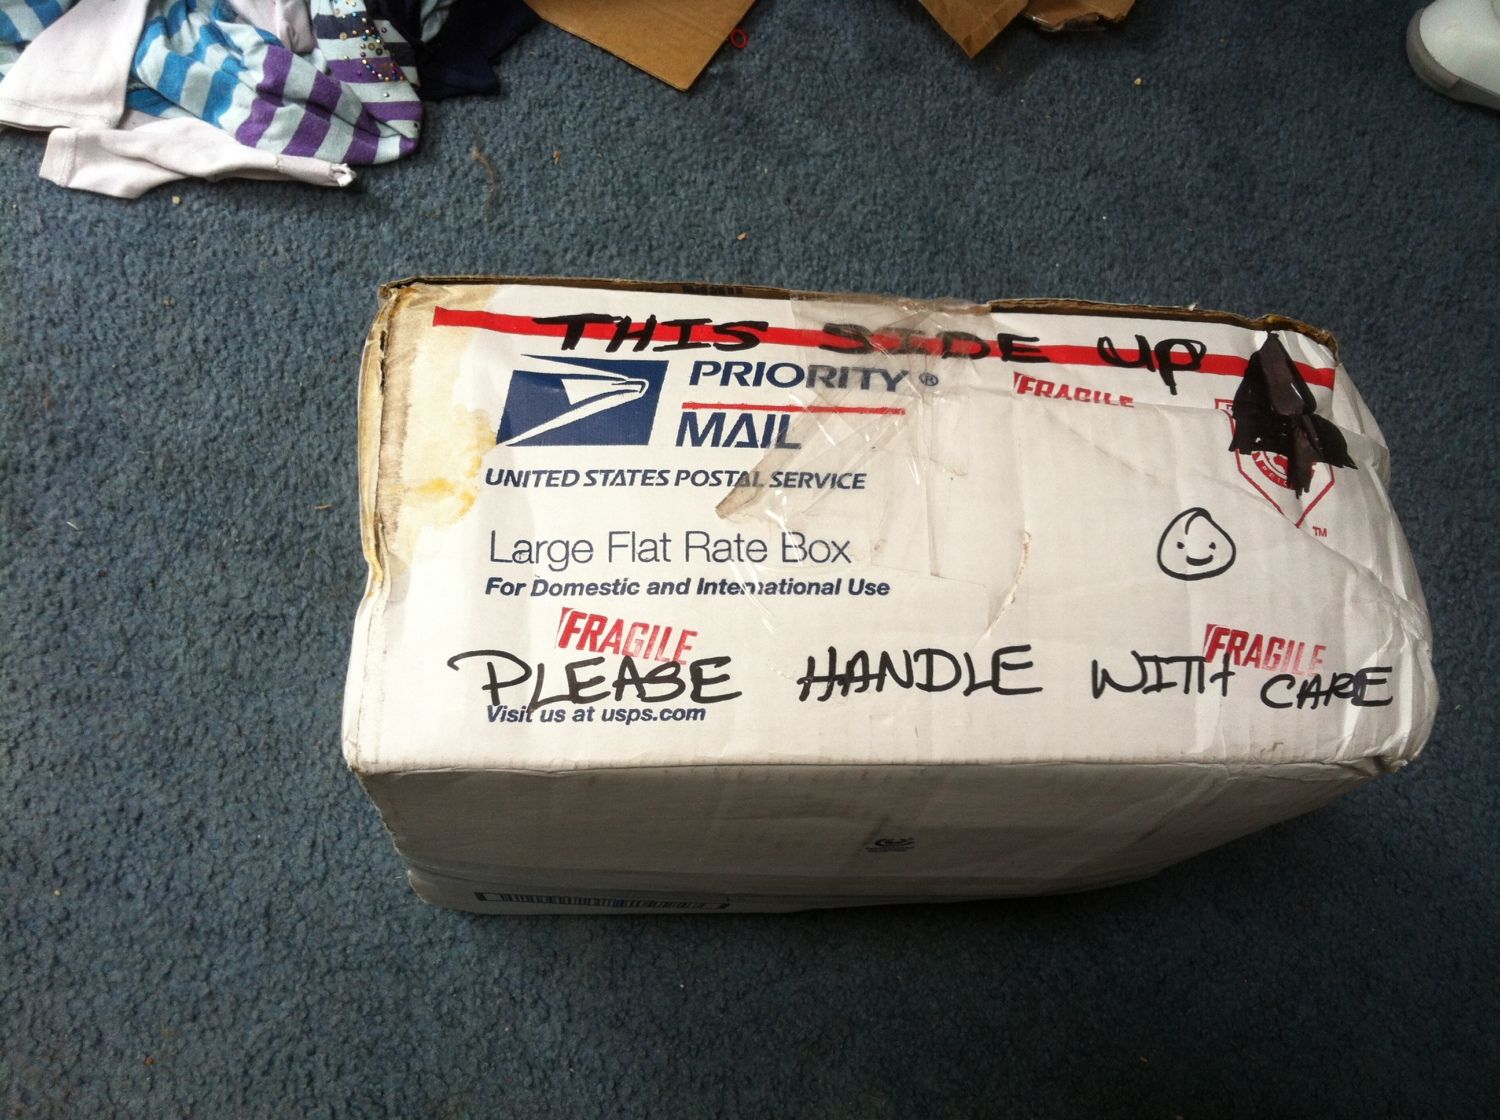 THIS SIDE UP
PRIORITY®
MAIL
FRAGILE
UNITED STATES POSTAL SERVICE
TM
Large Flat Rate Box
For Domestic and International Use
FRAGILE
FRAGILE
PLEASE HANDLE WITH CARE
Visit us at usps.com